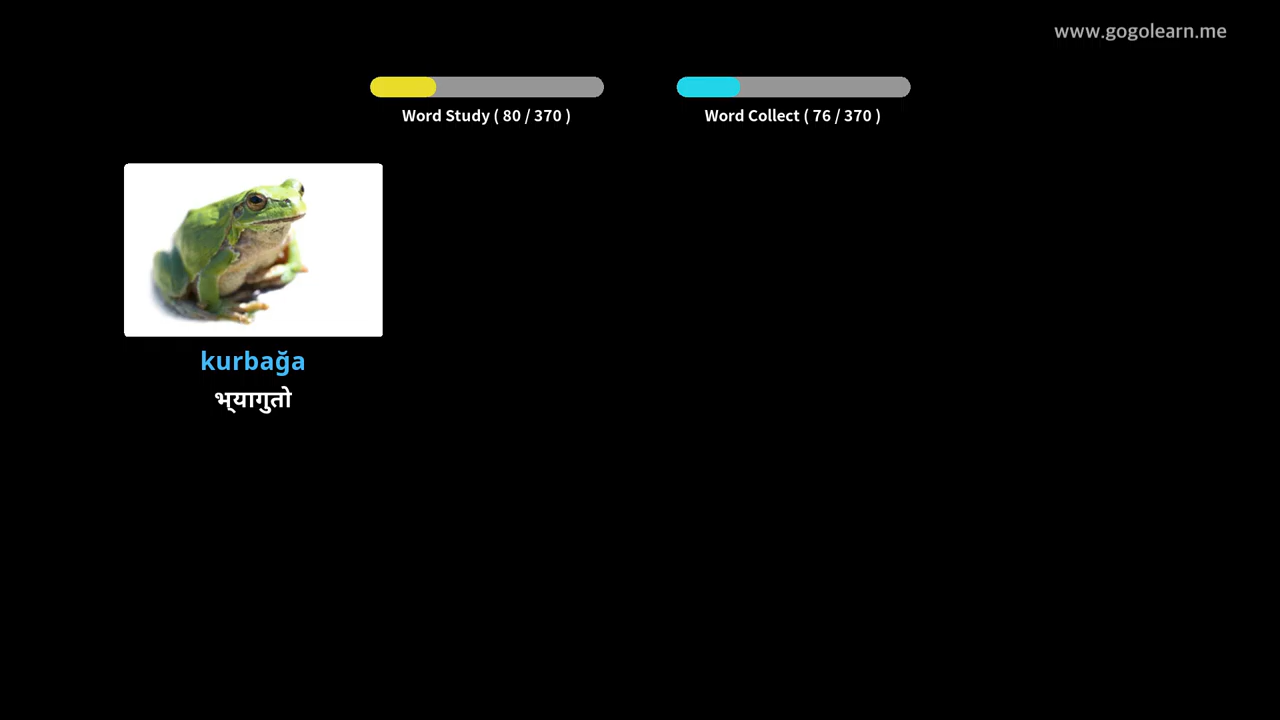 www.gogolearn.me
Word Study ( 80 / 370 )
Word Collect ( 76 / 370 )
kurbağa
भ्यागुतो